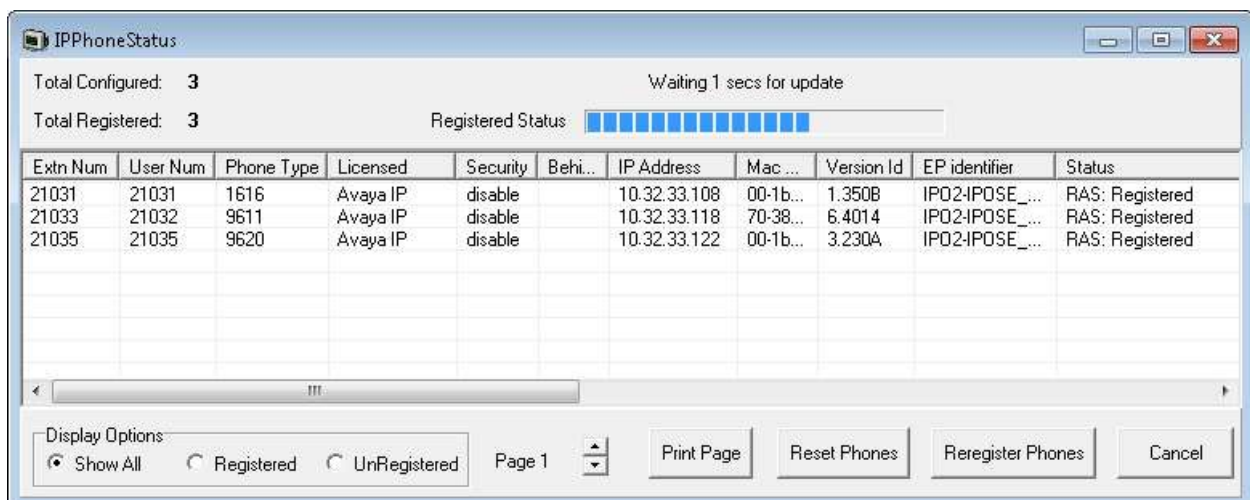 IPPhoneStatus
Total Configured: 3 Waiting 1 secs for update
Total Registered: 3 Registered Status
Extn Num User Num Phone Type Licensed Security Behi... IP Address Mac ... Version Id EP identifier Status
21031 21031 1616 Avaya IP disable 10.32.33.108 00-1b... 1.350B IPO2-IPOSE_... RAS: Registered
21033 21032 9611 Avaya IP disable 10.32.33.118 70-38... 6.4014 IPO2-IPOSE_... RAS: Registered
21035 21035 9620 Avaya IP disable 10.32.33.122 00-1b... 3.230A IPO2-IPOSE_... RAS: Registered
Display Options
Show All Registered UnRegistered Page 1 Print Page Reset Phones Reregister Phones Cancel